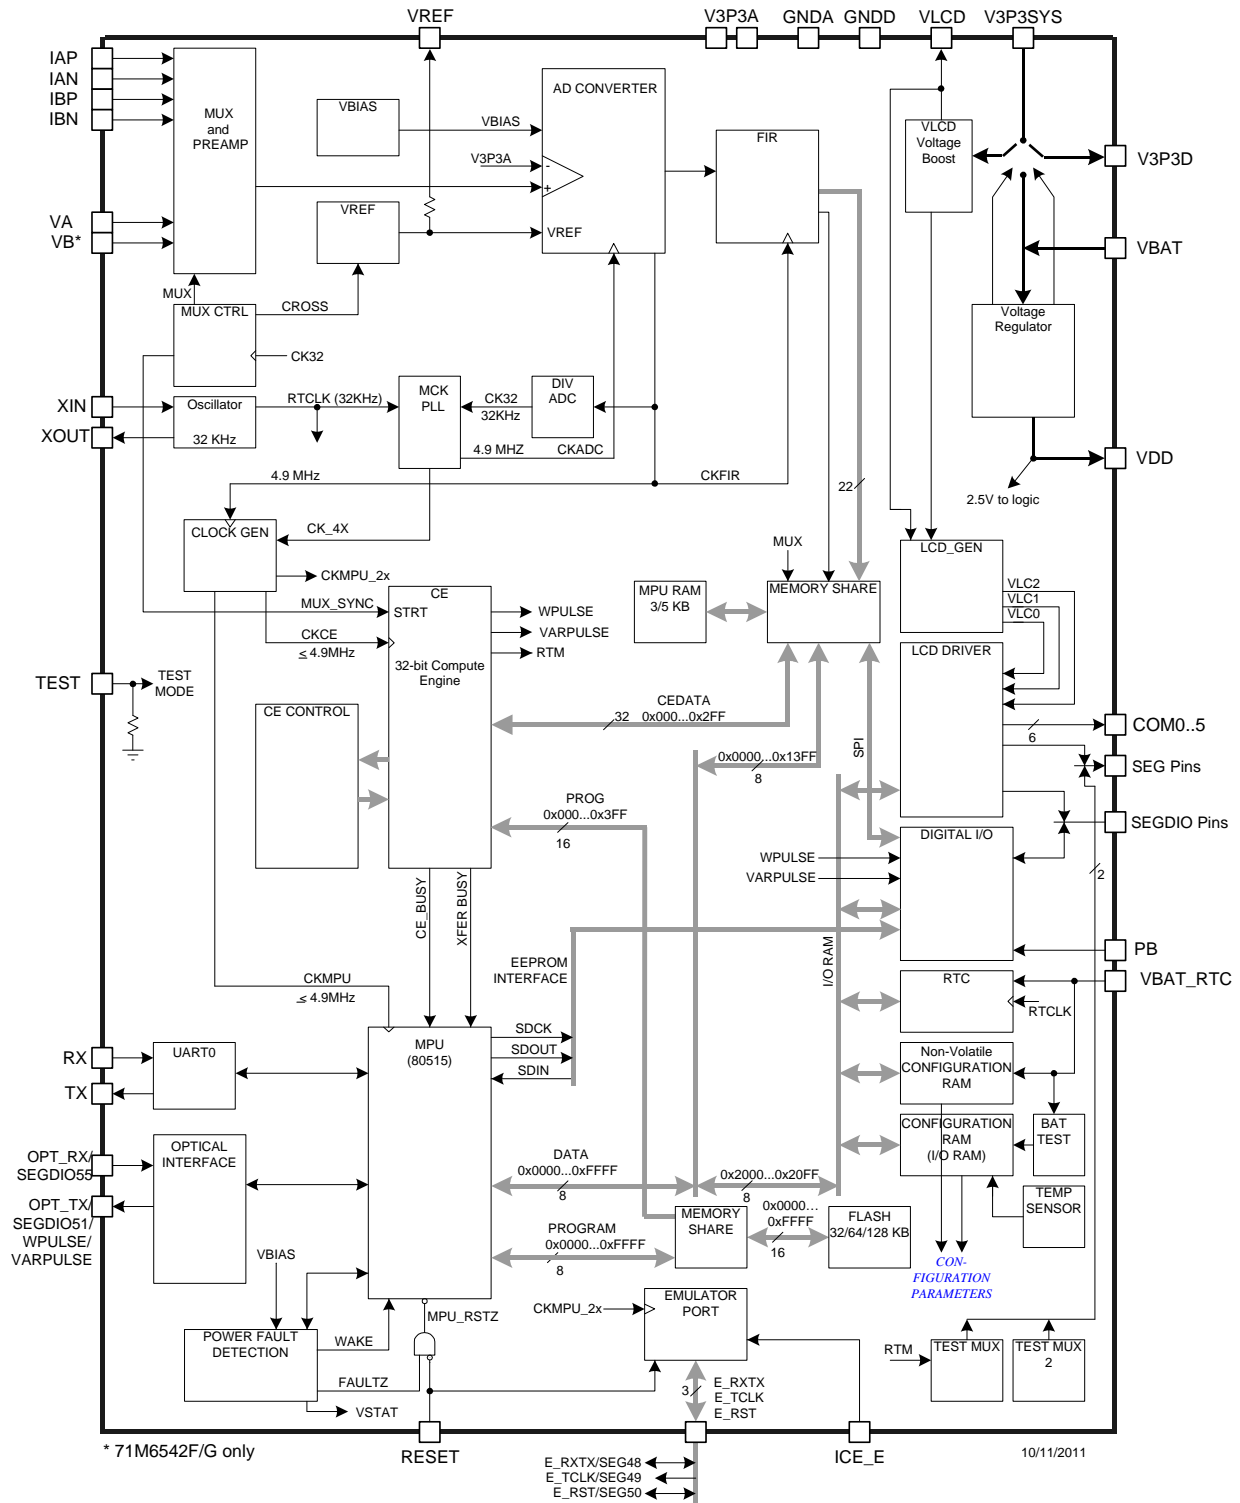 VREF
V3P3A
GNDA
GNDD
VLCD
V3P3SYS
IAP
IAN
IBP
IBN
VA
VB*
MUX
and
PREAMP
VBIAS
VBIAS
V3P3A
-
+
AD CONVERTER
VREF
VREF
FIR
VLCD
Voltage
Boost
V3P3D
VBAT
Voltage
Regulator
MUX
MUX CTRL
CROSS
CK32
XIN
XOUT
Oscillator
32 KHz
RTCLK (32KHz)
MCK
PLL
CK32
32KHz
DIV
ADC
4.9 MHZ
CKADC
4.9 MHz
CKFIR
22
VDD
2.5V to logic
CLOCK GEN
CK_4X
CKMPU_2x
MUX_SYNC
CKCE
≤ 4.9MHz
CE
STRT
32-bit Compute
Engine
WPULSE
VARPULSE
RTM
MUX
MPU RAM
3/5 KB
MEMORY SHARE
LCD_GEN
VLC2
VLC1
VLC0
LCD DRIVER
TEST
TEST
MODE
CE CONTROL
CEDATA
32 0x000...0x2FF
0x0000...0x13FF
8
SPI
6
COM0..5
SEG Pins
SEGDIO Pins
PROG
0x000...0x3FF
16
DIGITAL I/O
WPULSE
VARPULSE
2
CE_BUSY
XFER BUSY
EEPROM
INTERFACE
I/O RAM
PB
VBAT_RTC
RTC
RTCLK
CKMPU
≤ 4.9MHz
RX
TX
UART0
MPU
(80515)
SDCK
SDOUT
SDIN
Non-Volatile
CONFIGURATION
RAM
CONFIGURATION
RAM
(I/O RAM)
BAT
TEST
TEMP
SENSOR
OPT_RX/
SEGDIO55
OPT_TX/
SEGDIO51/
WPULSE/
VARPULSE
OPTICAL
INTERFACE
DATA
0x0000...0xFFFF
8
0x2000...0x20FF
8
PROGRAM
0x0000...0xFFFF
8
MEMORY
SHARE
0x0000...
0xFFFF
16
FLASH
32/64/128 KB
CON-
FIGURATION
PARAMETERS
VBIAS
POWER FAULT
DETECTION
WAKE
FAULTZ
VSTAT
MPU_RSTZ
CKMPU_2x
EMULATOR
PORT
3
E_RXTX
E_TCLK
E_RST
RTM
TEST MUX
TEST MUX
2
* 71M6542F/G only
RESET
ICE_E
10/11/2011
E_RXTX/SEG48
E_TCLK/SEG49
E_RST/SEG50